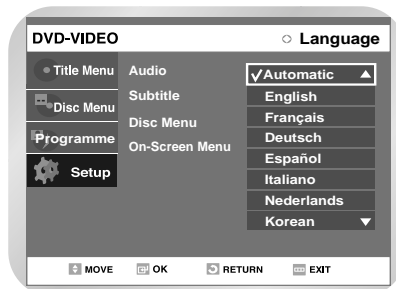 DVD-VIDEO
Language
Title Menu
Disc Menu
Programme
Setup
Audio
Subtitle
Disc Menu
On-Screen Menu
✓Automatic ▲
English
Français
Deutsch
Español
Italiano
Nederlands
Korean ▼
MOVE
OK
RETURN
EXIT